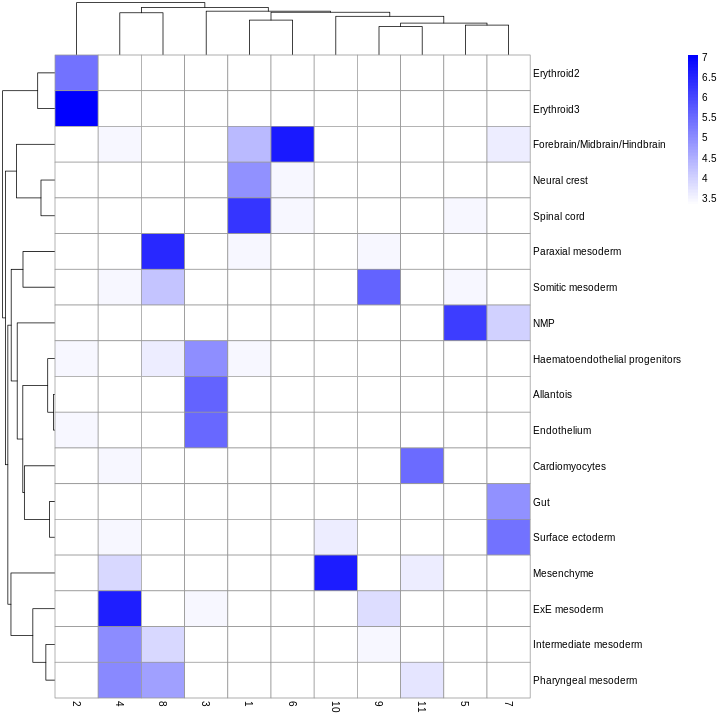 7
6.5
6
5.5
5
4.5
4
3.5
Erythroid2
Erythroid3
Forebrain/Midbrain/Hindbrain
Neural crest
Spinal cord
Paraxial mesoderm
Somitic mesoderm
NMP
Haematoendothelial progenitors
Allantois
Endothelium
Cardiomyocytes
Gut
Surface ectoderm
Mesenchyme
ExE mesoderm
Intermediate mesoderm
Pharyngeal mesoderm
2 4 8 3 1 6 10 9 11 5 7